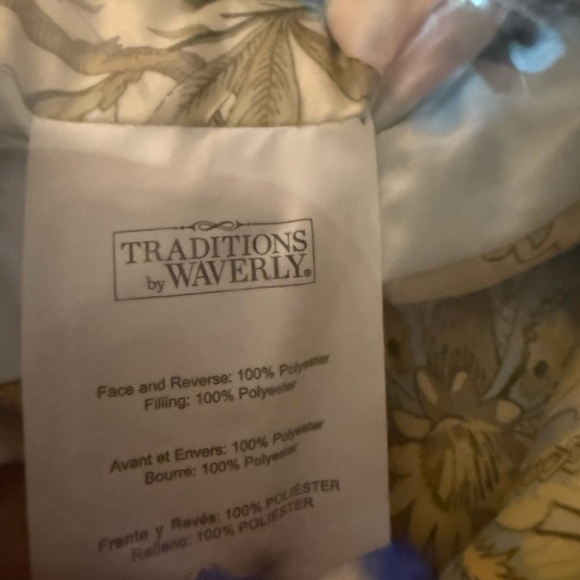 TRADITIONS
by WAVERLY®
Face and Reverse: 100% Polyester
Filling: 100% Polyester
Avant et Envers: 100% Polyester
Bourre: 100% Polyester
Frente y Revés: 100% POLIÉSTER
Relleno: 100% POLIÉSTER